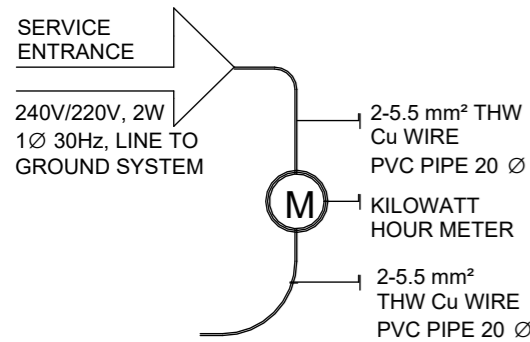 SERVICE
ENTRANCE
240V/220V, 2W
1Ø 30Hz, LINE TO
GROUND SYSTEM
2-5.5 mm² THW
Cu WIRE
PVC PIPE 20 Ø
M
KILOWATT
HOUR METER
2-5.5 mm²
THW Cu WIRE
PVC PIPE 20 Ø